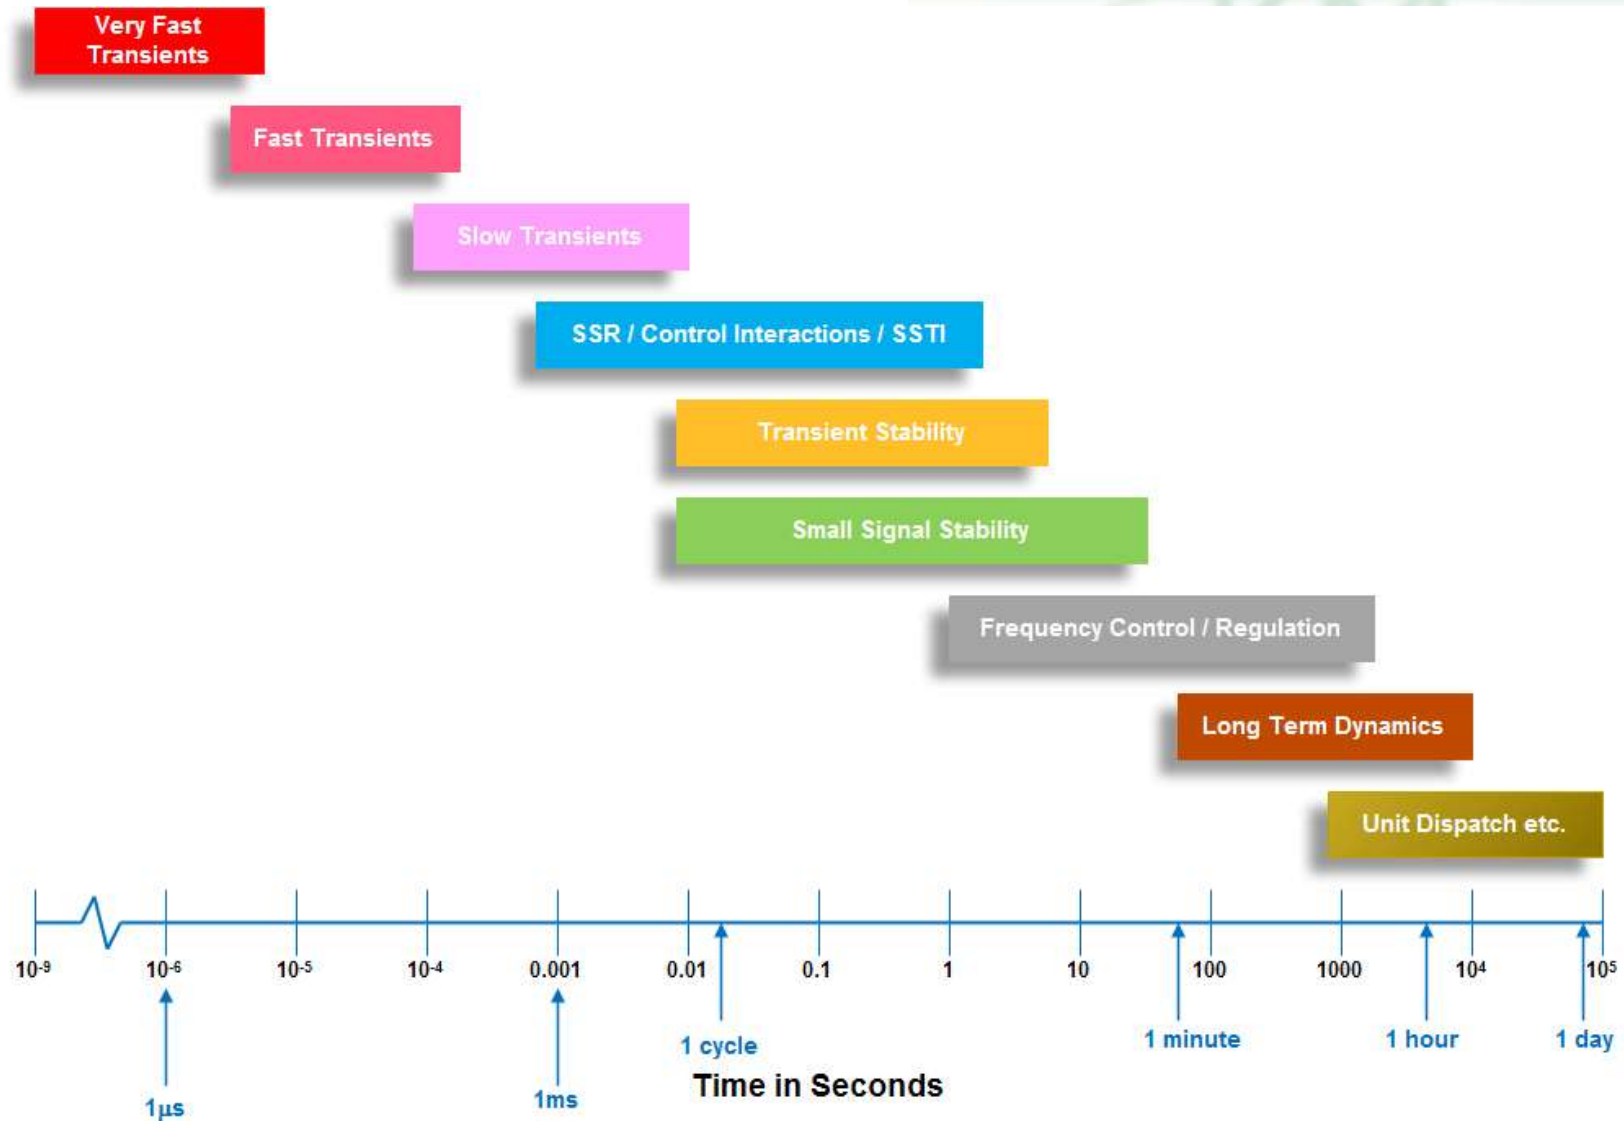 Very Fast
Transients
Fast Transients
Slow Transients
SSR / Control Interactions / SSTI
Transient Stability
Small Signal Stability
Frequency Control / Regulation
Long Term Dynamics
Unit Dispatch etc.
10⁻⁹ 10⁻⁶ 10⁻⁵ 10⁻⁴ 0.001 0.01 0.1 1 10 100 1000 10⁴ 10⁵
1 cycle 1 minute 1 hour 1 day
Time in Seconds
1μs 1ms